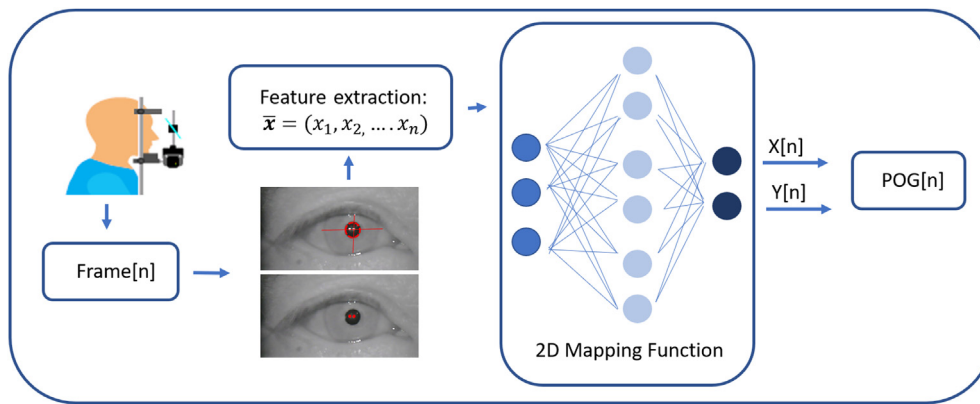 Frame[n]
Feature extraction:
x̅ = (x₁, x₂, … . xₙ)
2D Mapping Function
X[n]
Y[n]
POG[n]